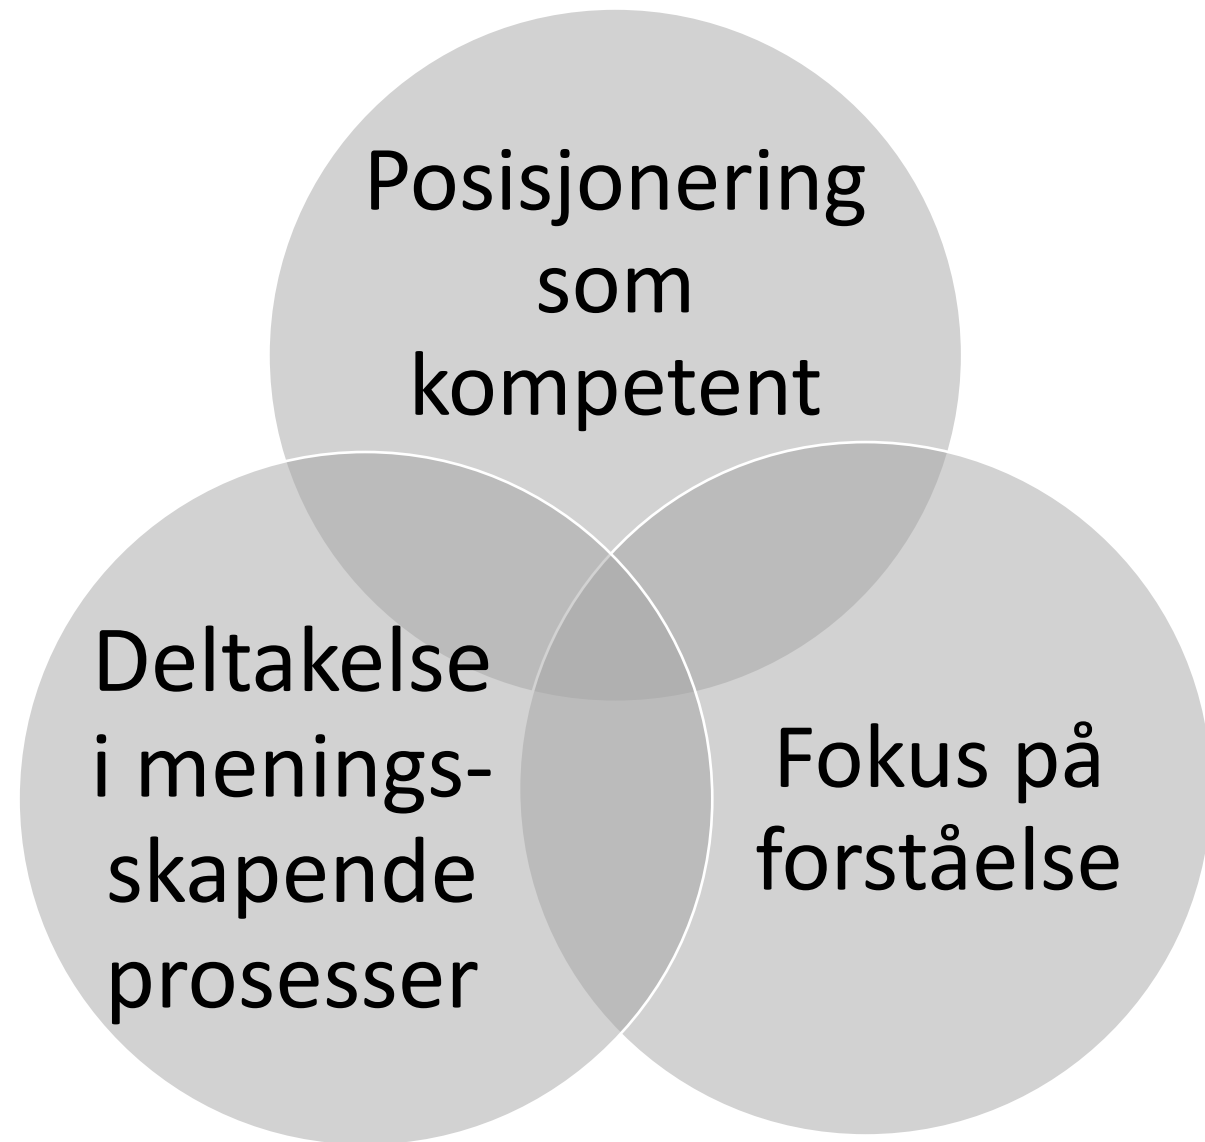 Posisjonering
som
kompetent
Deltakelse
i menings-
skapende
prosesser
Fokus på
forståelse